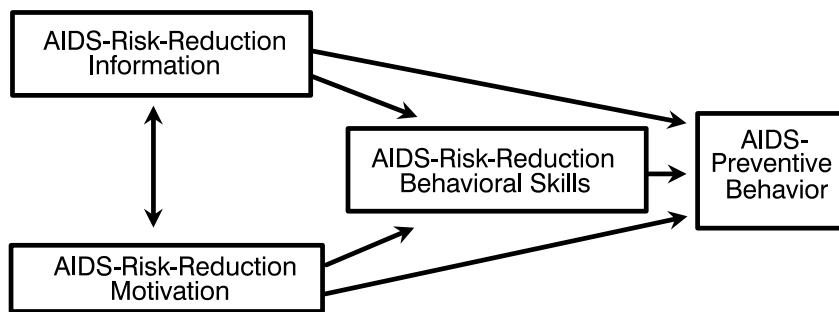 AIDS-Risk-Reduction
Information
AIDS-Risk-Reduction
Behavioral Skills
AIDS-
Preventive
Behavior
AIDS-Risk-Reduction
Motivation